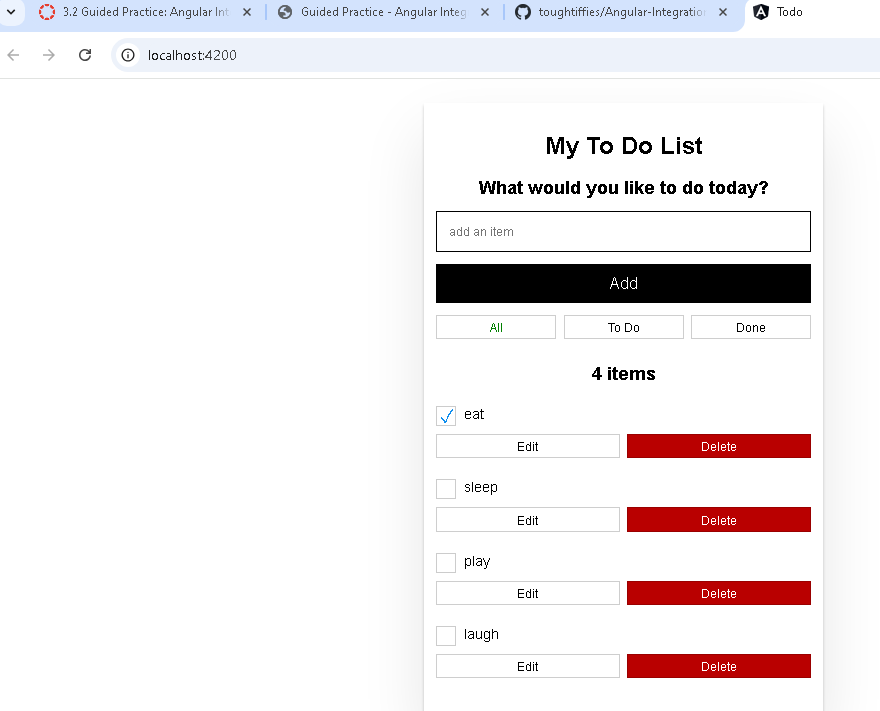 3.2 Guided Practice: Angular Int
Guided Practice - Angular Integ
toughtiffies/Angular-Integration
Todo
localhost:4200
My To Do List
What would you like to do today?
add an item
Add
All To Do Done
4 items
eat
Edit Delete
sleep
Edit Delete
play
Edit Delete
laugh
Edit Delete